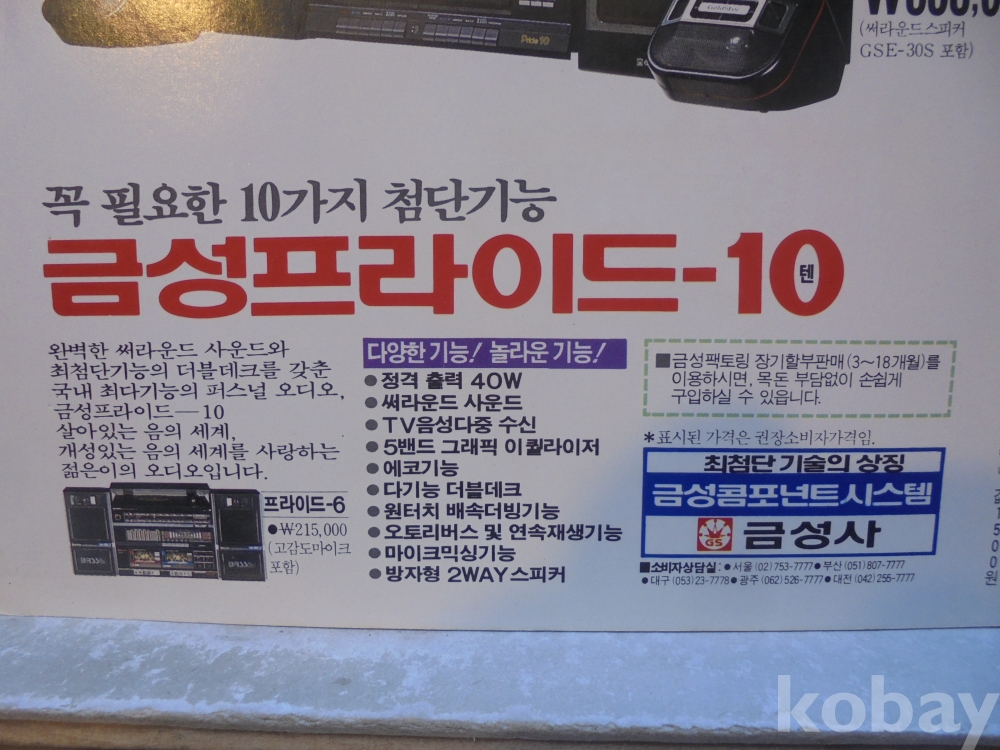 Goldstar
Pride 10
(써라운드스피커
GSE-30S 포함)
꼭 필요한 10가지 첨단기능
금성프라이드-10
텐
완벽한 써라운드 사운드와
최첨단기능의 더블데크를 갖춘
국내 최다기능의 퍼스널 오디오,
금성프라이드—10
살아있는 음의 세계,
개성있는 음의 세계를 사랑하는
젊은이의 오디오입니다.
프라이드-6
●₩215,000
(고감도마이크
포함)
다양한 기능! 놀라운 기능!
●정격 출력 40W
●써라운드 사운드
●TV음성다중 수신
●5밴드 그래픽 이퀄라이저
●에코기능
●다기능 더블데크
●원터치 배속더빙기능
●오토리버스 및 연속재생기능
●마이크믹싱기능
●방자형 2WAY스피커
■금성팩토링 장기할부판매(3~18개월)를
이용하시면, 목돈 부담없이 손쉽게
구입하실 수 있읍니다.
*표시된 가격은 권장소비자가격임.
최첨단 기술의 상징
금성콤포넌트시스템
GS 금성사
■소비자상담실: ●서울 (02)753-7777●부산 (051)807-7777
●대구 (053)23-7778●광주 (062)526-7777●대전 (042)255-7777
kobay